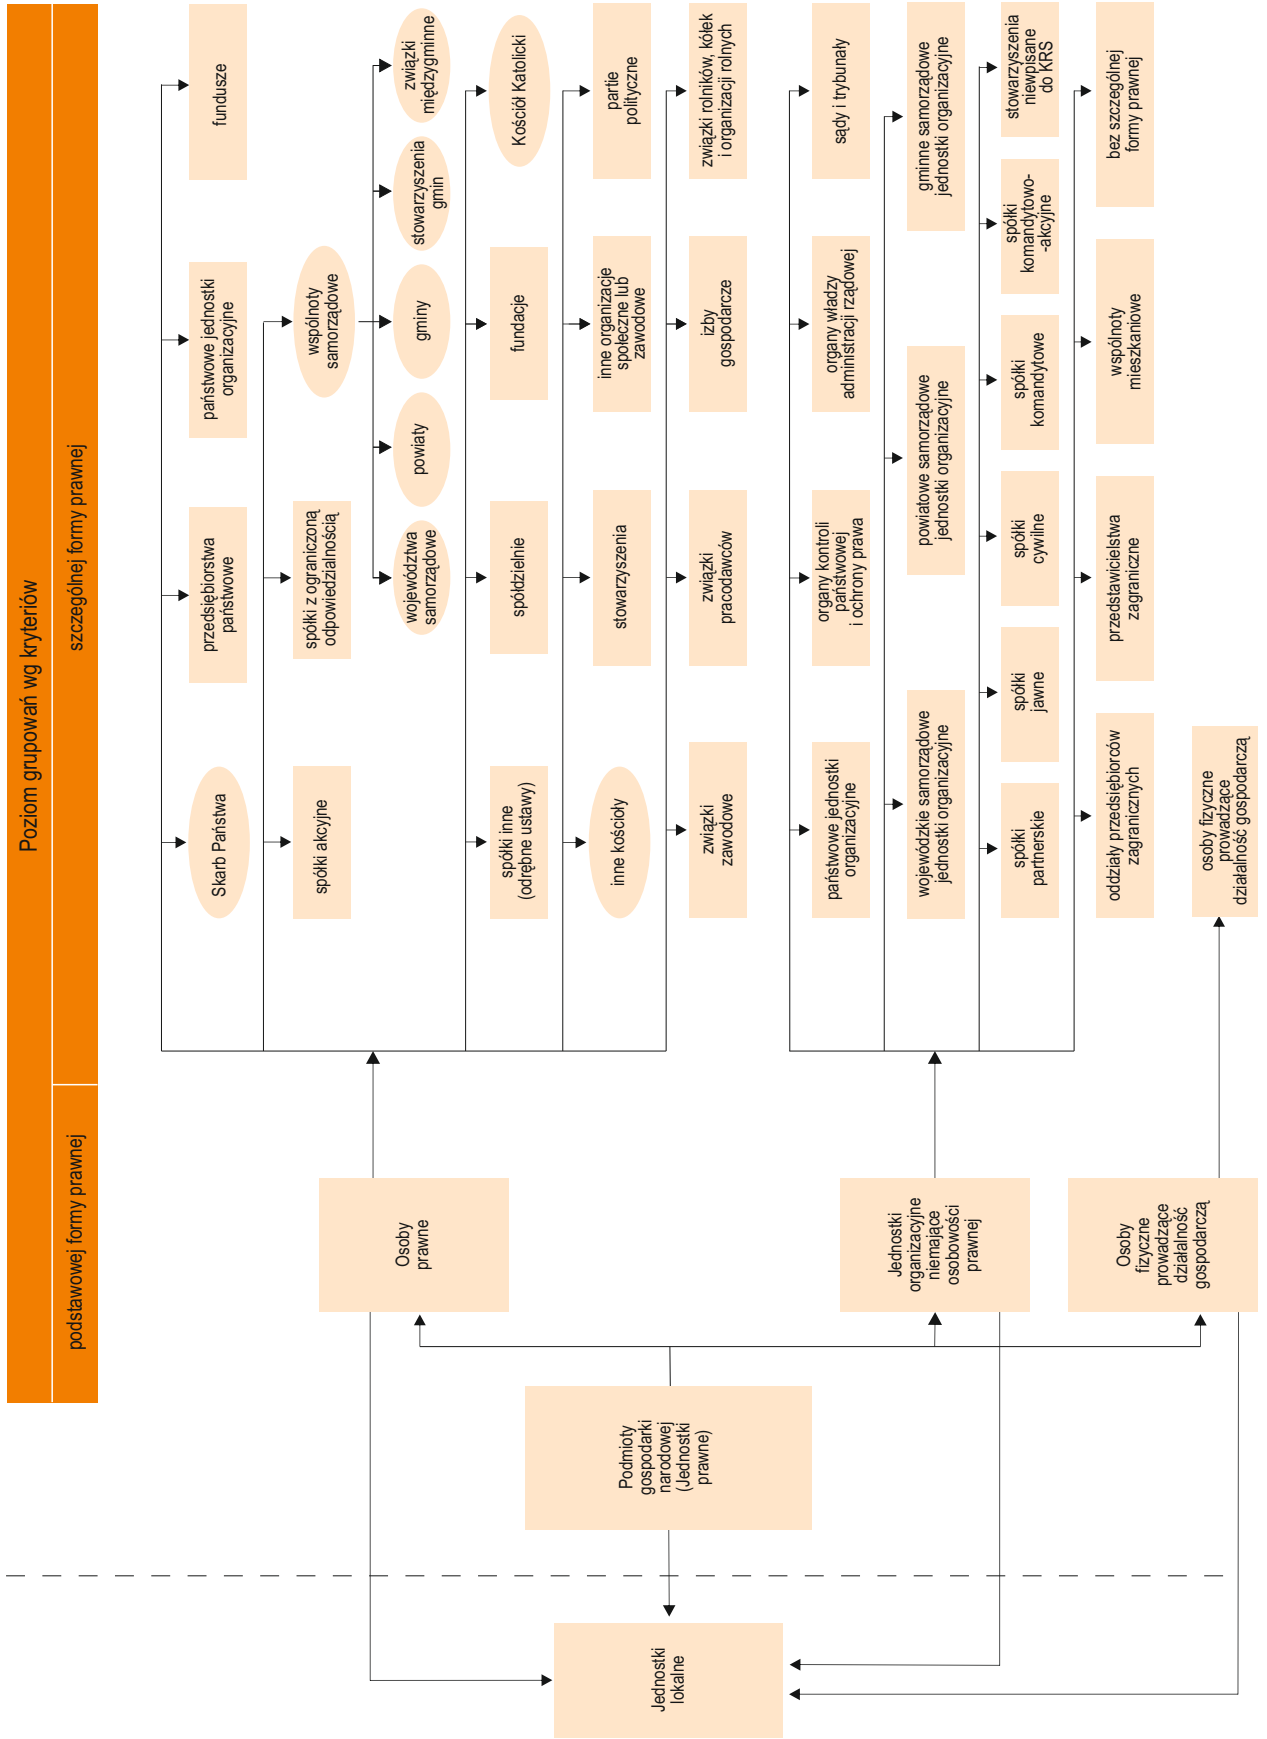 Poziom grupowań wg kryteriów
podstawowej formy prawnej
szczególnej formy prawnej
Skarb Państwa
przedsiębiorstwa
państwowe
państwowe jednostki
organizacyjne
fundusze
spółki akcyjne
spółki z ograniczoną
odpowiedzialnością
wspólnoty
samorządowe
województwa
samorządowe
powiaty
gminy
stowarzyszenia
gmin
związki
międzygminne
spółki inne
(odrębne ustawy)
spółdzielnie
fundacje
Kościół Katolicki
inne kościoły
stowarzyszenia
inne organizacje
społeczne lub
zawodowe
partie
polityczne
związki
zawodowe
związki
pracodawców
izby
gospodarcze
związki rolników, kółek
i organizacji rolnych
państwowe jednostki
organizacyjne
organy kontroli
państwowej
i ochrony prawa
organy władzy
administracji rządowej
sądy i trybunały
wojewódzkie samorządowe
jednostki organizacyjne
powiatowe samorządowe
jednostki organizacyjne
gminne samorządowe
jednostki organizacyjne
spółki
partnerskie
spółki
jawne
spółki
cywilne
spółki
komandytowe
spółki
komandytowo-
-akcyjne
stowarzyszenia
niewpisane
do KRS
oddziały przedsiębiorców
zagranicznych
przedstawicielstwa
zagraniczne
wspólnoty
mieszkaniowe
bez szczególnej
formy prawnej
osoby fizyczne
prowadzące
działalność gospodarczą
Osoby
prawne
Jednostki
organizacyjne
niemające
osobowości
prawnej
Osoby
fizyczne
prowadzące
działalność
gospodarczą
Podmioty
gospodarki
narodowej
(Jednostki
prawne)
Jednostki
lokalne